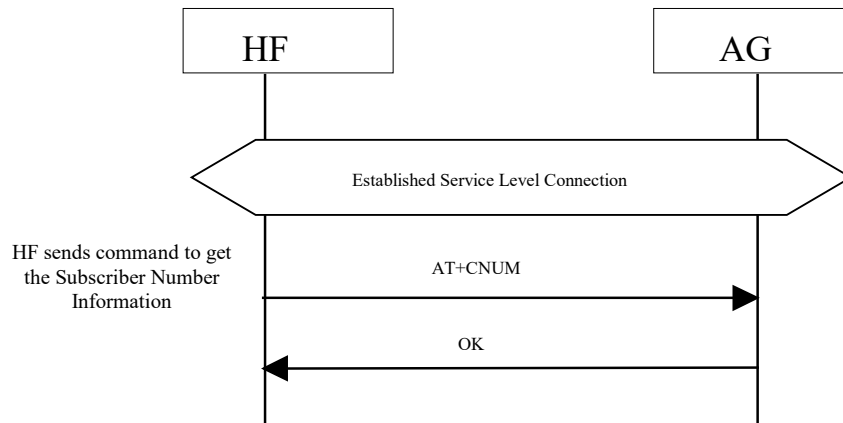 HF
AG
Established Service Level Connection
HF sends command to get
the Subscriber Number
Information
AT+CNUM
OK